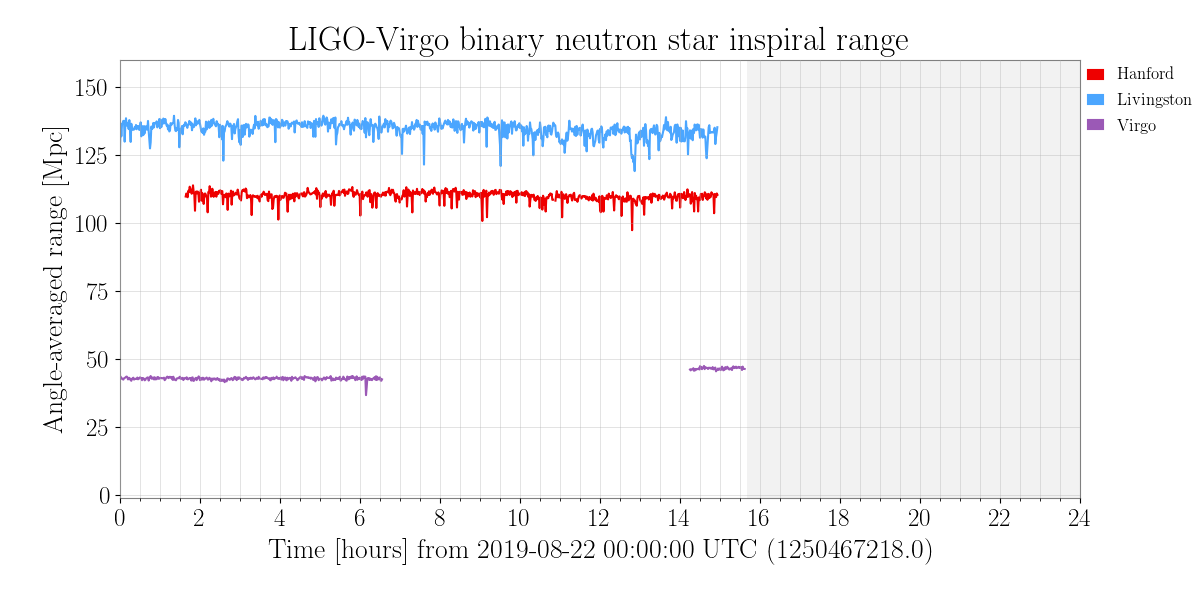 LIGO-Virgo binary neutron star inspiral range
Hanford
Livingston
Virgo
Angle-averaged range [Mpc]
150
125
100
75
50
25
0
0 2 4 6 8 10 12 14 16 18 20 22 24
Time [hours] from 2019-08-22 00:00:00 UTC (1250467218.0)